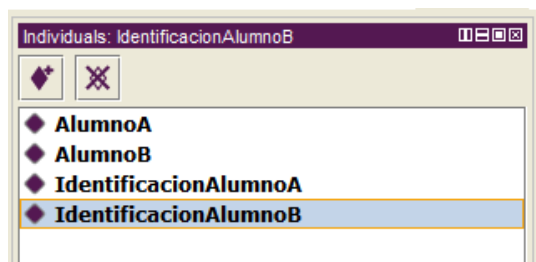 Individuals: IdentificacionAlumnoB
AlumnoA
AlumnoB
IdentificacionAlumnoA
IdentificacionAlumnoB